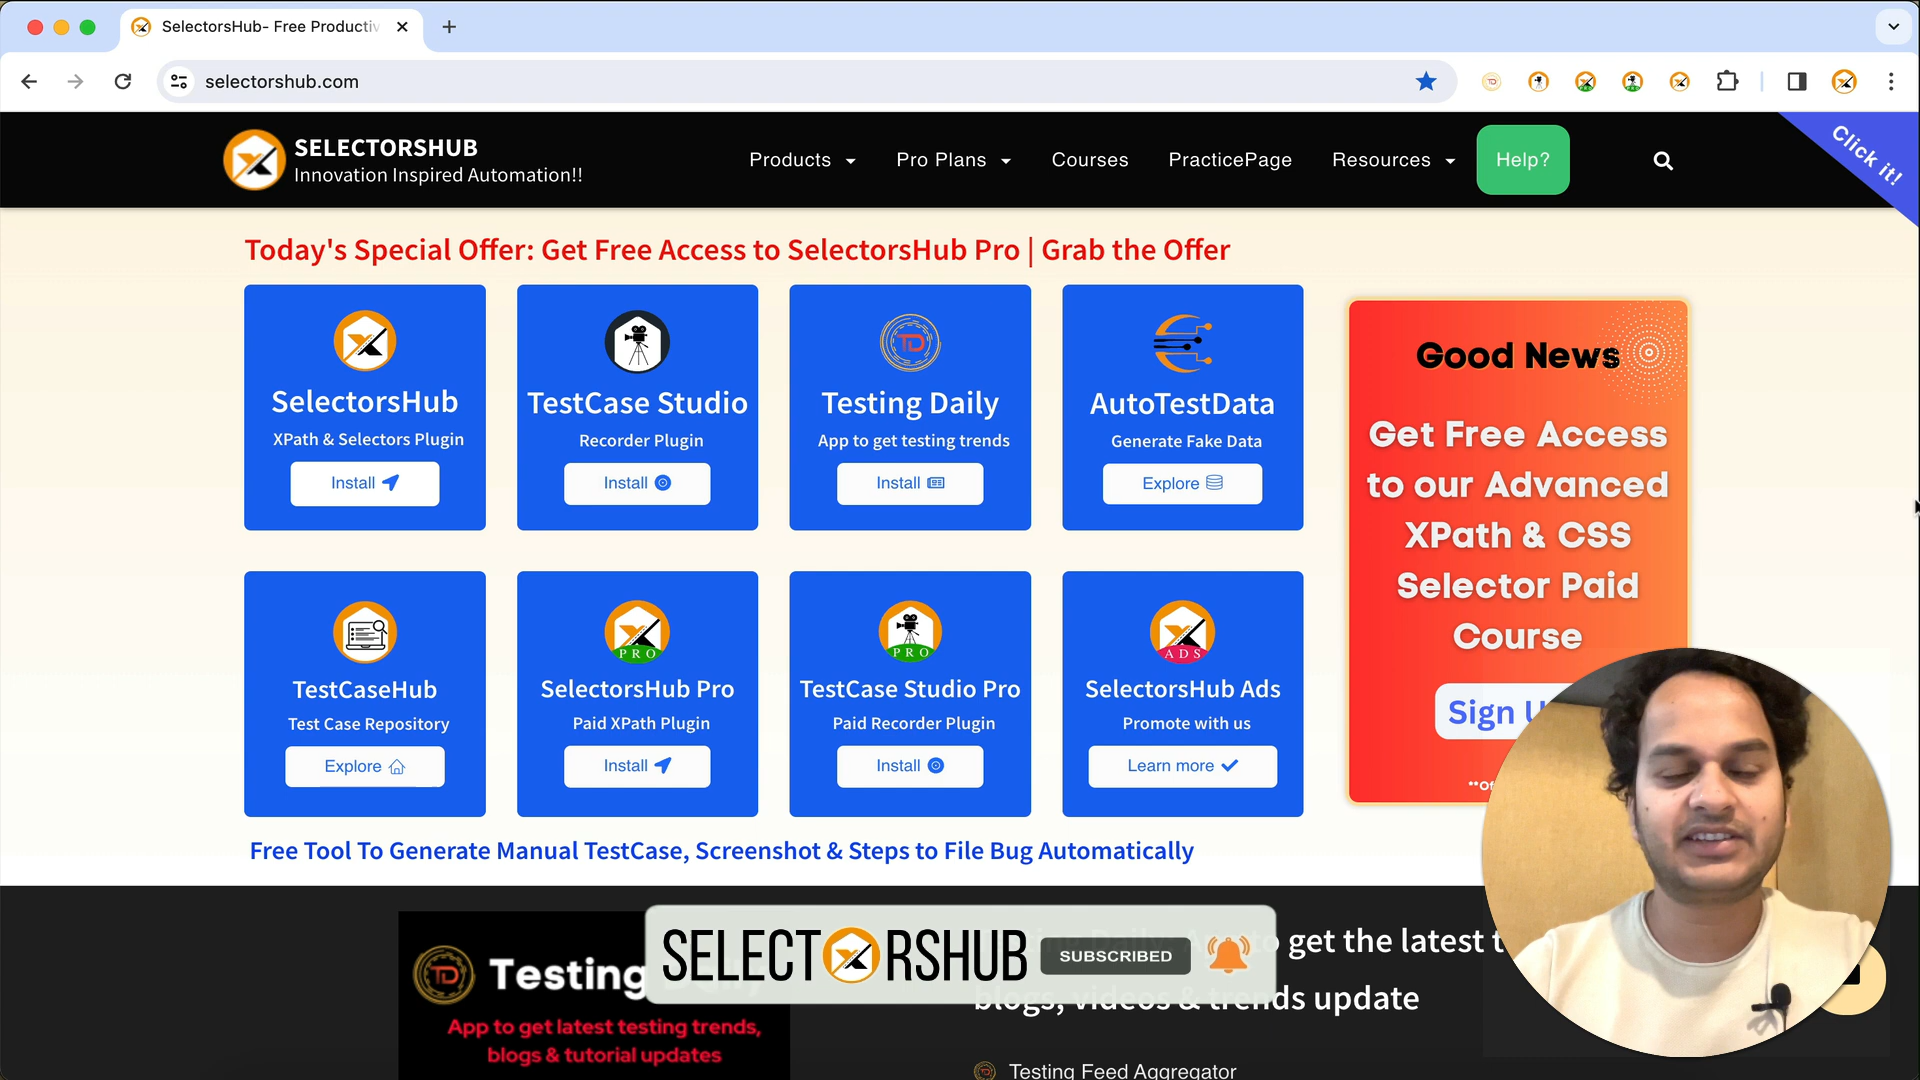 SelectorsHub- Free Productiv
selectorshub.com
SELECTORSHUB
Innovation Inspired Automation!!
Products
Pro Plans
Courses
PracticePage
Resources
Help?
Click it!
Today's Special Offer: Get Free Access to SelectorsHub Pro | Grab the Offer
SelectorsHub
XPath & Selectors Plugin
Install
TestCase Studio
Recorder Plugin
Install
TD
Testing Daily
App to get testing trends
Install
AutoTestData
Generate Fake Data
Explore
Good News
Get Free Access
to our Advanced
XPath & CSS
Selector Paid
Course
Sign U
**Of
TestCaseHub
Test Case Repository
Explore
PRO
SelectorsHub Pro
Paid XPath Plugin
Install
PRO
TestCase Studio Pro
Paid Recorder Plugin
Install
ADS
SelectorsHub Ads
Promote with us
Learn more
Free Tool To Generate Manual TestCase, Screenshot & Steps to File Bug Automatically
TD
Testing
App to get latest testing trends,
blogs & tutorial updates
SELECTORSHUB
SUBSCRIBED
to get the latest t
blogs, videos & trends update
Testing Feed Aggregator